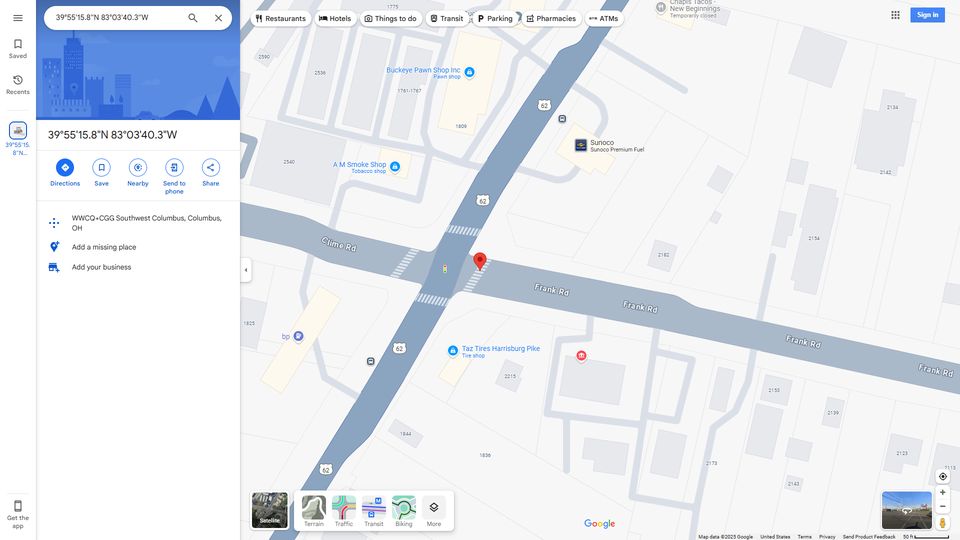 39°55'15.8"N 83°03'40.3"W
Restaurants
Hotels
Things to do
Transit
Parking
Pharmacies
ATMs
Sign in
Saved
Recents
39°55'15.
8"N...
Get the
app
39°55'15.8"N 83°03'40.3"W
Directions
Save
Nearby
Send to
phone
Share
WWCQ+CGG Southwest Columbus, Columbus,
OH
Add a missing place
Add your business
Chapis Tacos -
New Beginnings
Temporarily closed
1775
2590
2536
Buckeye Pawn Shop Inc
Pawn shop
1761-1767
1809
62
Sunoco
Sunoco Premium Fuel
2134
2142
2540
A M Smoke Shop
Tobacco shop
62
Clime Rd
2182
2154
Frank Rd
Frank Rd
Frank Rd
Frank Rd
1825
bp
62
Taz Tires Harrisburg Pike
Tire shop
2215
2153
2139
1844
1836
2173
2123
2113
2143
62
Satellite
Terrain
Traffic
Transit
Biking
More
Google
Map data ©2025 Google
United States
Terms
Privacy
Send Product Feedback
50 ft